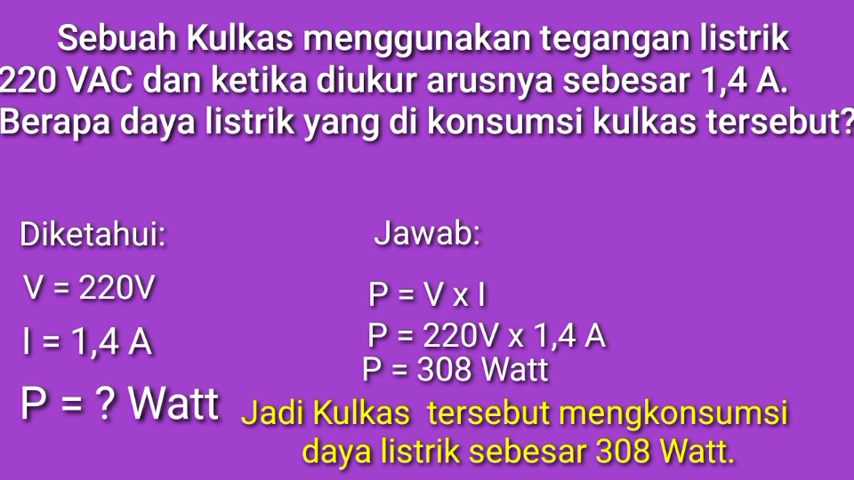 Sebuah Kulkas menggunakan tegangan listrik
220 VAC dan ketika diukur arusnya sebesar 1,4 A.
Berapa daya listrik yang di konsumsi kulkas tersebut?
Diketahui:
V = 220V
I = 1,4 A
P = ? Watt
Jawab:
P = V x I
P = 220V x 1,4 A
P = 308 Watt
Jadi Kulkas tersebut mengkonsumsi
daya listrik sebesar 308 Watt.